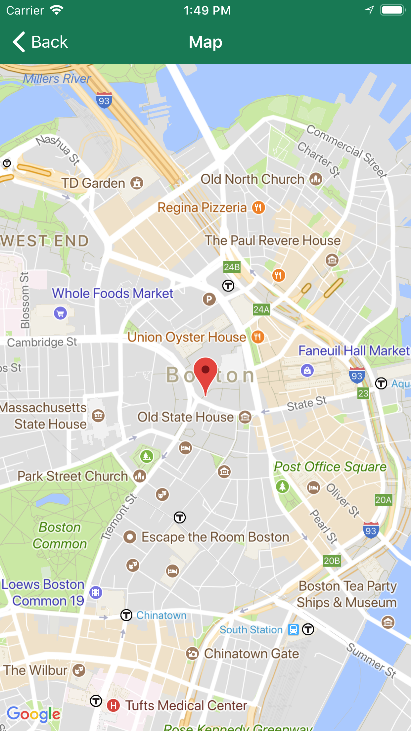 Carrier
1:49 PM
Back
Map
Millers River
93
Nashua St
Commercial Street
Charter St
TD Garden
Old North Church
Regina Pizzeria
WEST END
The Paul Revere House
24B
T
Blossom St
Whole Foods Market
P
24A
Union Oyster House
Cambridge St
Faneuil Hall Market
os St
Boston
93
T
Aqu
23
State St
Massachusetts
State House
Old State House
Park Street Church
Post Office Square
Tremont St
Oliver St
20A
Pearl St
T
Boston
Common
Escape the Room Boston
93
20B
Loews Boston
Common 19
Boston Tea Party
Ships & Museum
T
Chinatown
South Station
T
Summer St
Chinatown Gate
The Wilbur
T
H
Tufts Medical Center
Google
Rose Kennedy Greenway